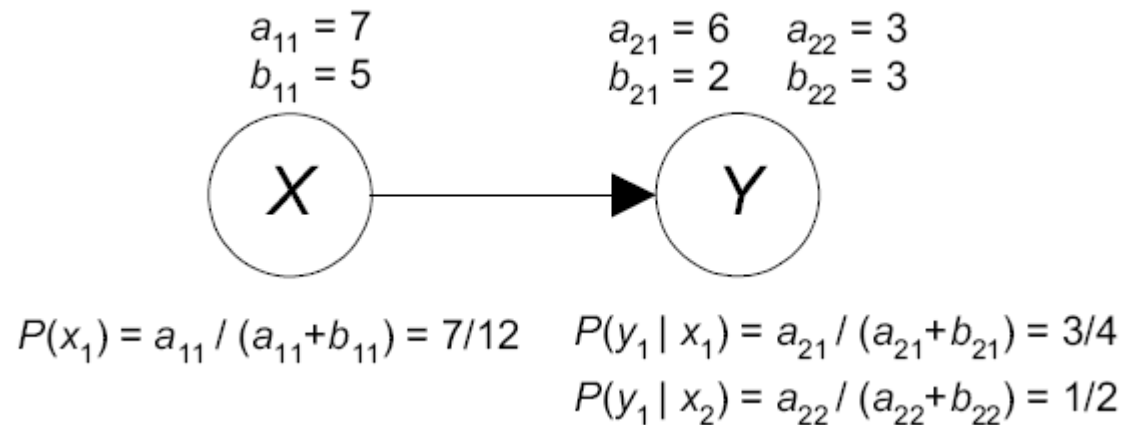 a₁₁ = 7
b₁₁ = 5
a₂₁ = 6 a₂₂ = 3
b₂₁ = 2 b₂₂ = 3
X
Y
P(x₁) = a₁₁ / (a₁₁+b₁₁) = 7/12
P(y₁ | x₁) = a₂₁ / (a₂₁+b₂₁) = 3/4
P(y₁ | x₂) = a₂₂ / (a₂₂+b₂₂) = 1/2